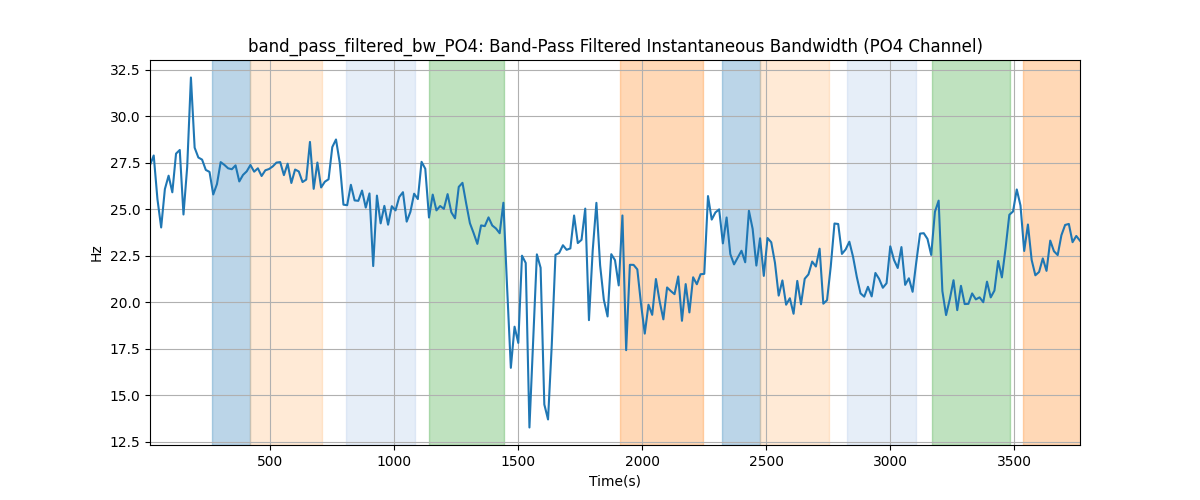 band_pass_filtered_bw_PO4: Band-Pass Filtered Instantaneous Bandwidth (PO4 Channel)
32.5
30.0
27.5
25.0
22.5
20.0
17.5
15.0
12.5
Hz
500 1000 1500 2000 2500 3000 3500
Time(s)